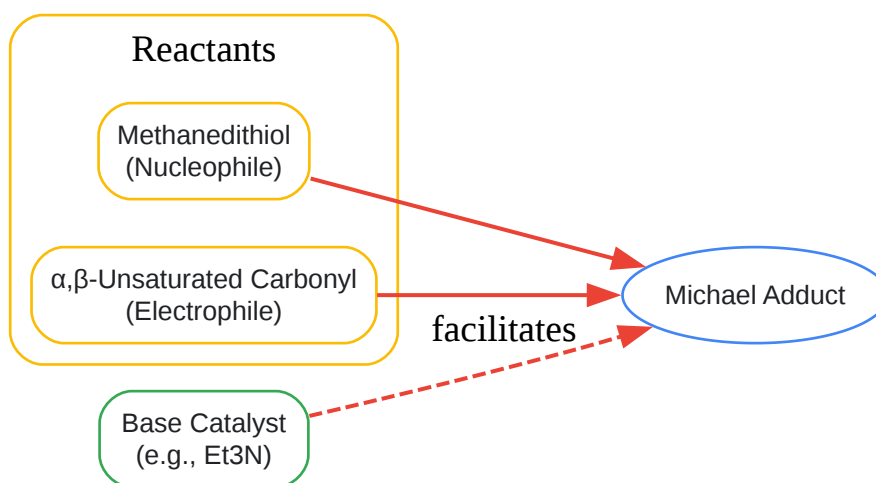 Reactants
Methanedithiol
(Nucleophile)
α,β-Unsaturated Carbonyl
(Electrophile)
facilitates
Michael Adduct
Base Catalyst
(e.g., Et3N)